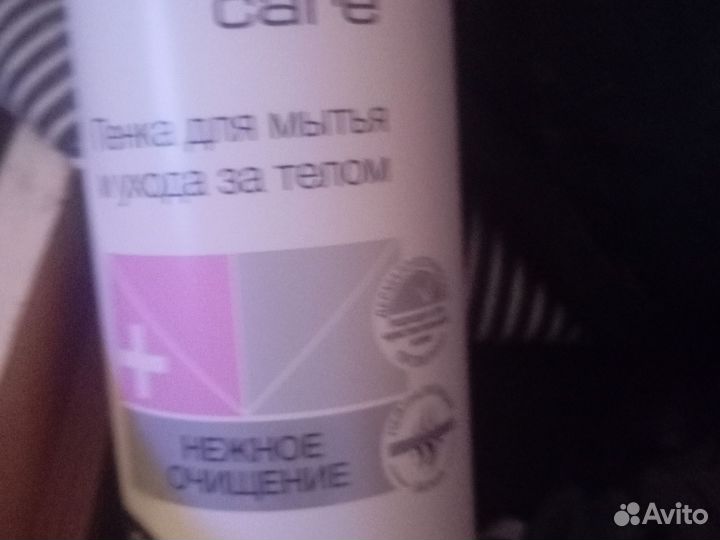 care
Пенка для мытья
и ухода за телом
НЕЖНОЕ
ОЧИЩЕНИЕ
Avito